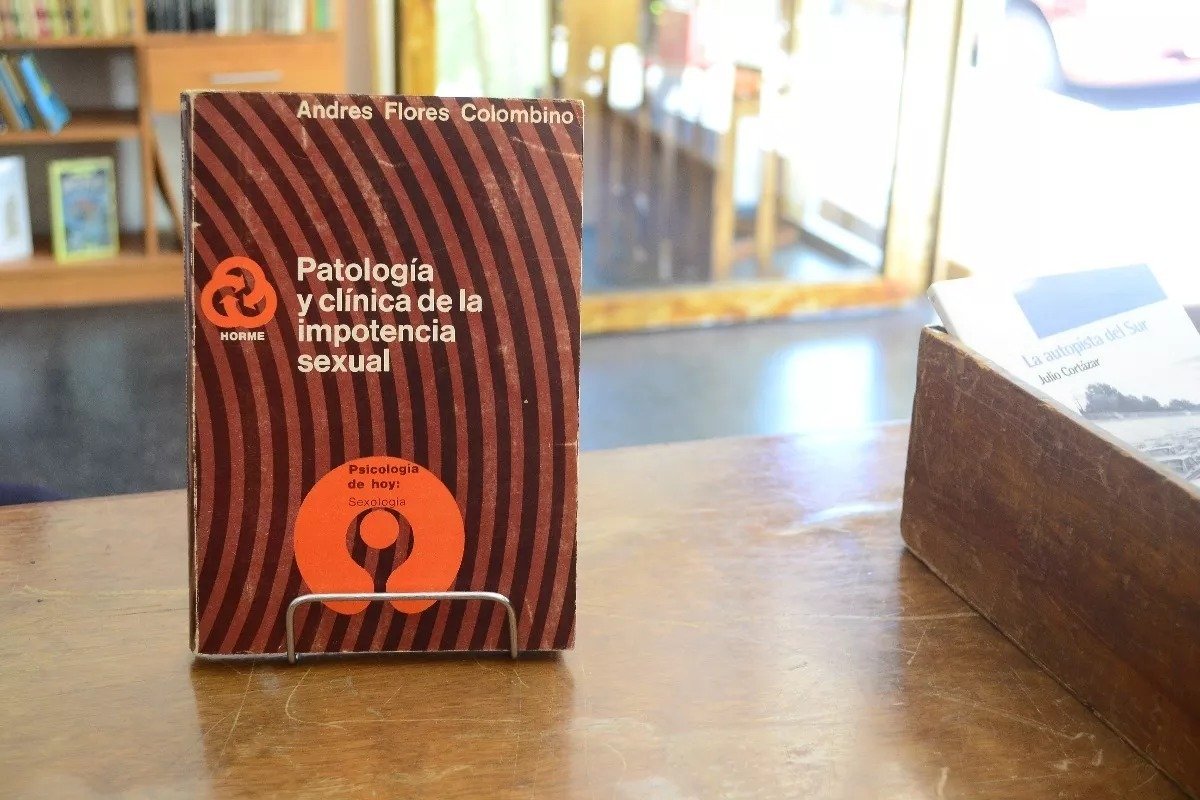 Andres Flores Colombino
Patología
y clínica de la
impotencia
sexual
HORME
Psicología
de hoy:
Sexología
La autopista del Sur
Julio Cortázar